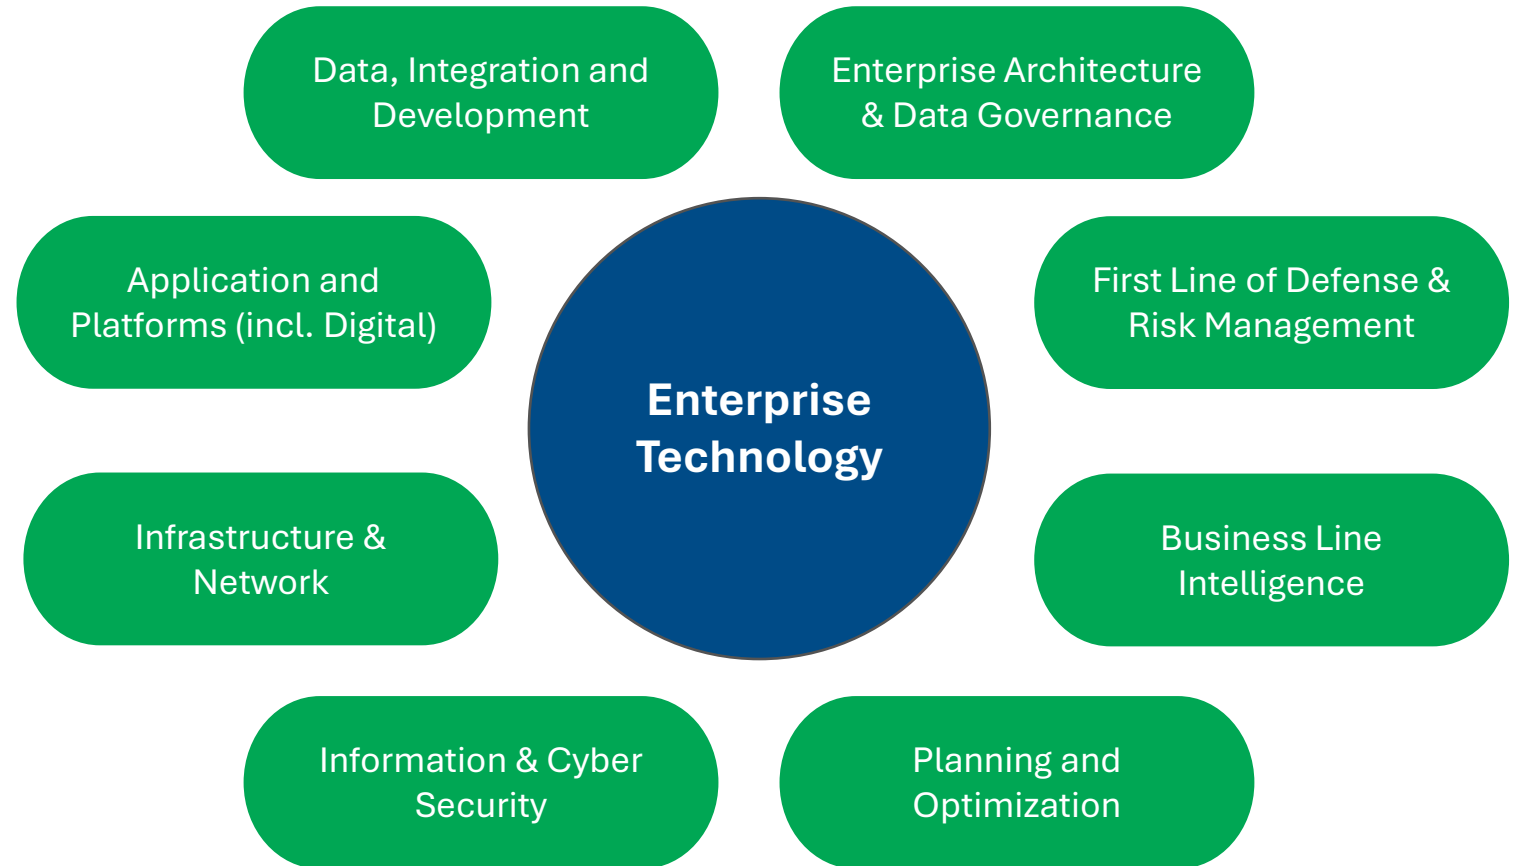 Data, Integration and
Development
Enterprise Architecture
& Data Governance
Application and
Platforms (incl. Digital)
First Line of Defense &
Risk Management
Enterprise
Technology
Infrastructure &
Network
Business Line
Intelligence
Information & Cyber
Security
Planning and
Optimization